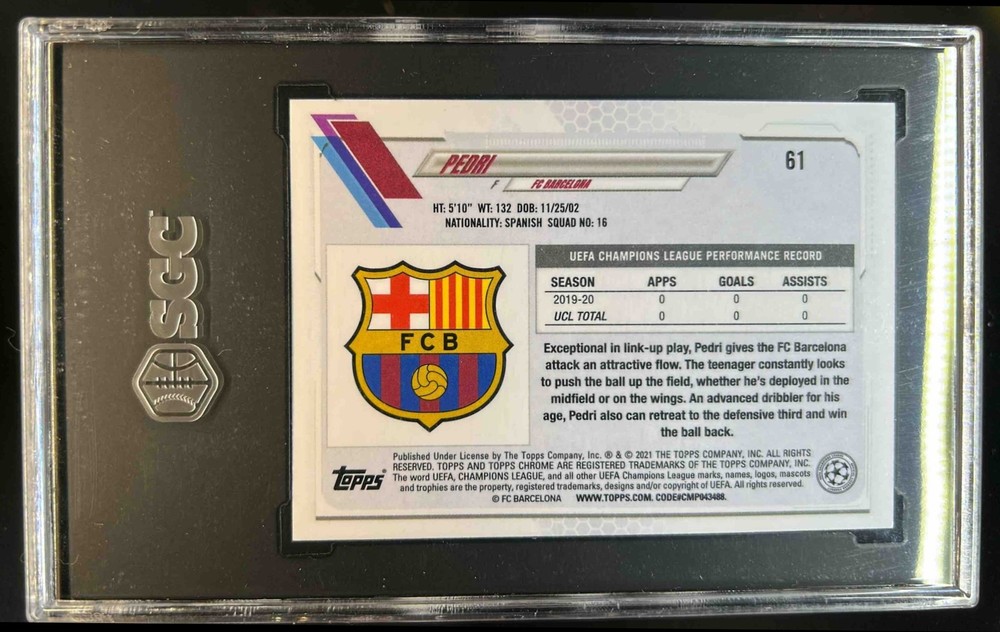 SGC
PEDRI
61
F FC BARCELONA
HT: 5'10" WT: 132 DOB: 11/25/02
NATIONALITY: SPANISH SQUAD NO: 16
UEFA CHAMPIONS LEAGUE PERFORMANCE RECORD
SEASON APPS GOALS ASSISTS
2019-20 0 0 0
UCL TOTAL 0 0 0
FCB
Exceptional in link-up play, Pedri gives the FC Barcelona
attack an attractive flow. The teenager constantly looks
to push the ball up the field, whether he's deployed in the
midfield or on the wings. An advanced dribbler for his
age, Pedri also can retreat to the defensive third and win
the ball back.
Topps
Published Under License by The Topps Company, Inc. ® & © 2021 THE TOPPS COMPANY, INC. ALL RIGHTS
RESERVED. TOPPS AND TOPPS CHROME ARE REGISTERED TRADEMARKS OF THE TOPPS COMPANY, INC.
The word UEFA, CHAMPIONS LEAGUE, and all other UEFA Champions League marks, names, logos, mascots
and trophies are the property, registered trademarks, designs and/or copyright of UEFA. All rights reserved.
© FC BARCELONA WWW.TOPPS.COM. CODE#CMP043488.